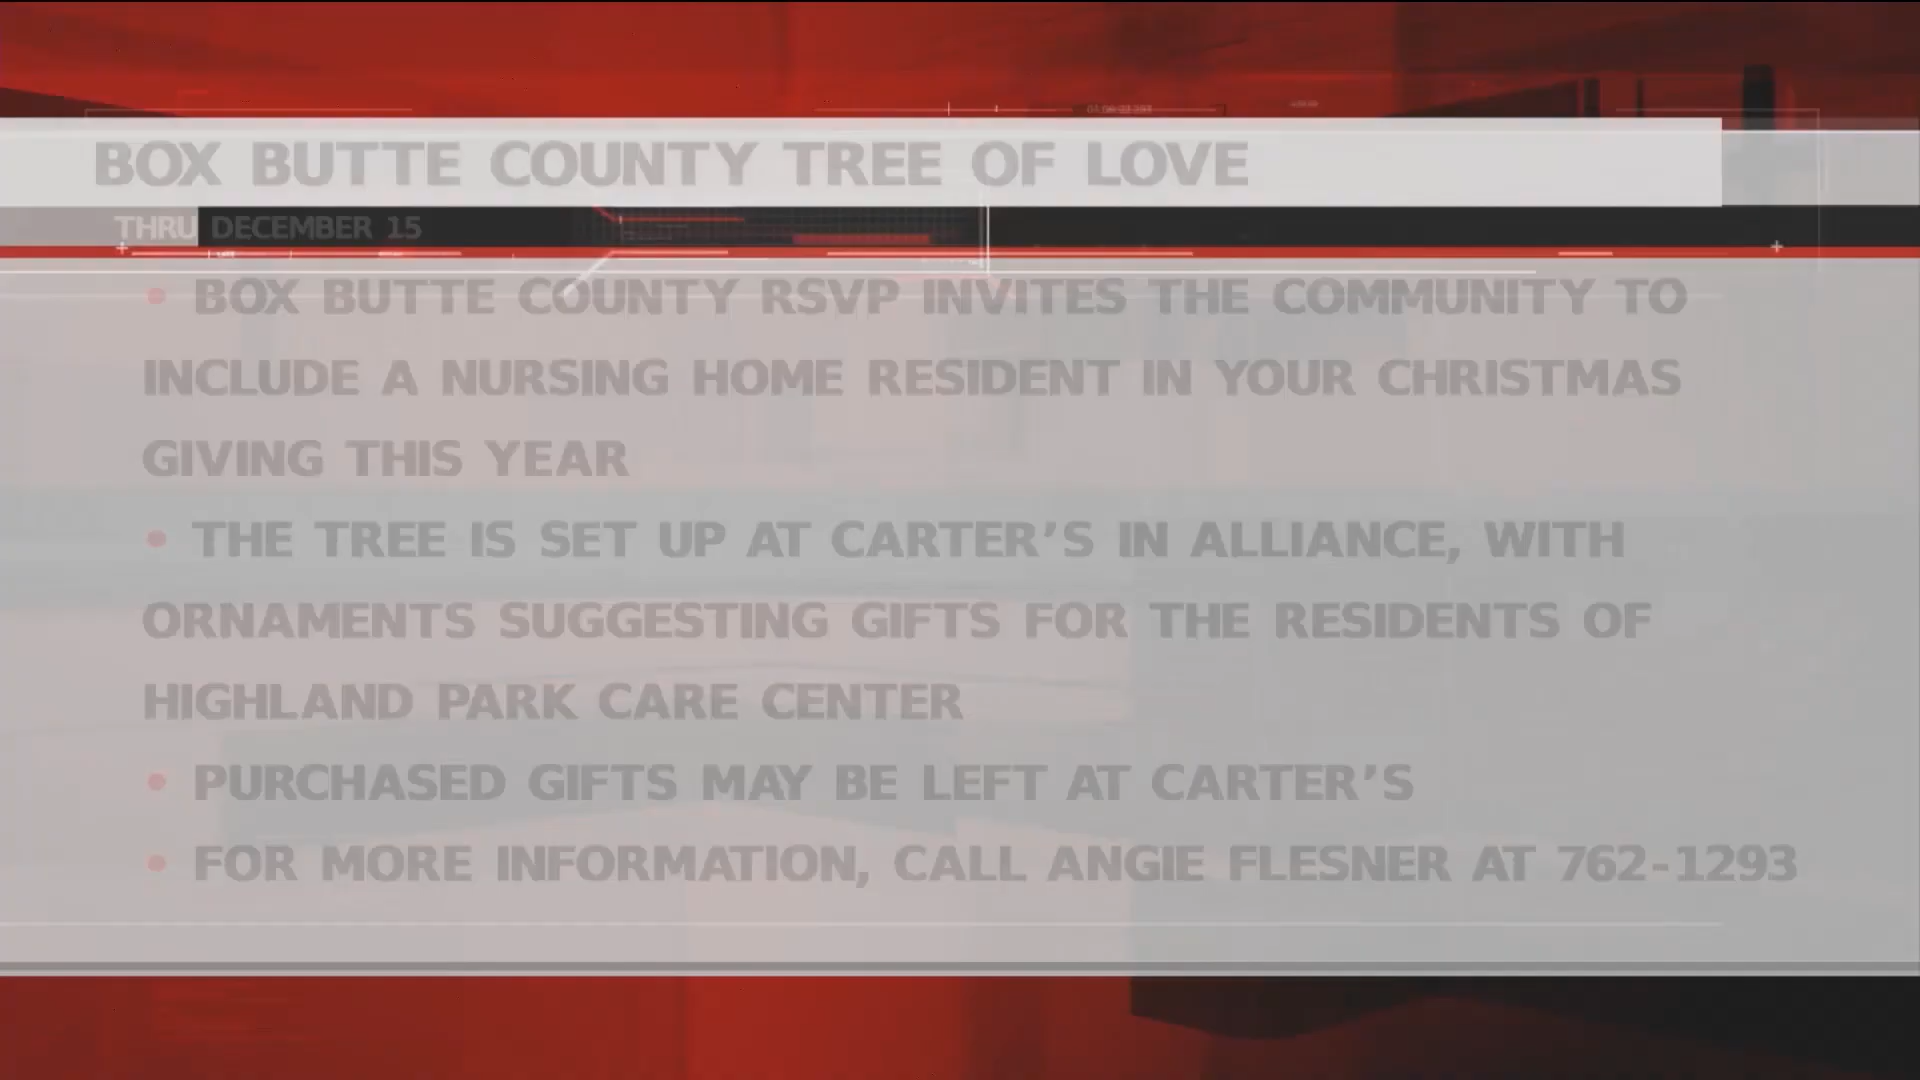 BOX BUTTE COUNTY TREE OF LOVE
THRU DECEMBER 15
• BOX BUTTE COUNTY RSVP INVITES THE COMMUNITY TO
INCLUDE A NURSING HOME RESIDENT IN YOUR CHRISTMAS
GIVING THIS YEAR
• THE TREE IS SET UP AT CARTER’S IN ALLIANCE, WITH
ORNAMENTS SUGGESTING GIFTS FOR THE RESIDENTS OF
HIGHLAND PARK CARE CENTER
• PURCHASED GIFTS MAY BE LEFT AT CARTER’S
• FOR MORE INFORMATION, CALL ANGIE FLESNER AT 762-1293